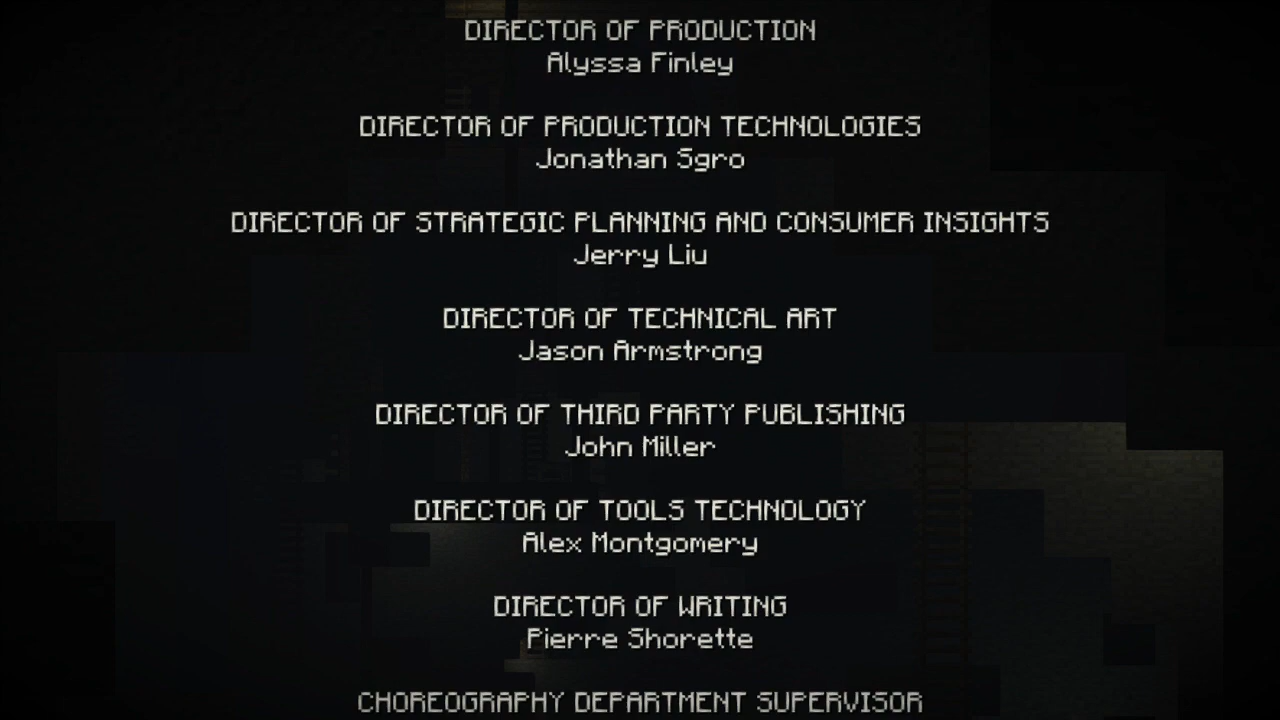 DIRECTOR OF PRODUCTION
Alyssa Finley
DIRECTOR OF PRODUCTION TECHNOLOGIES
Jonathan Sgro
DIRECTOR OF STRATEGIC PLANNING AND CONSUMER INSIGHTS
Jerry Liu
DIRECTOR OF TECHNICAL ART
Jason Armstrong
DIRECTOR OF THIRD PARTY PUBLISHING
John Miller
DIRECTOR OF TOOLS TECHNOLOGY
Alex Montgomery
DIRECTOR OF WRITING
Pierre Shorette
CHOREOGRAPHY DEPARTMENT SUPERVISOR